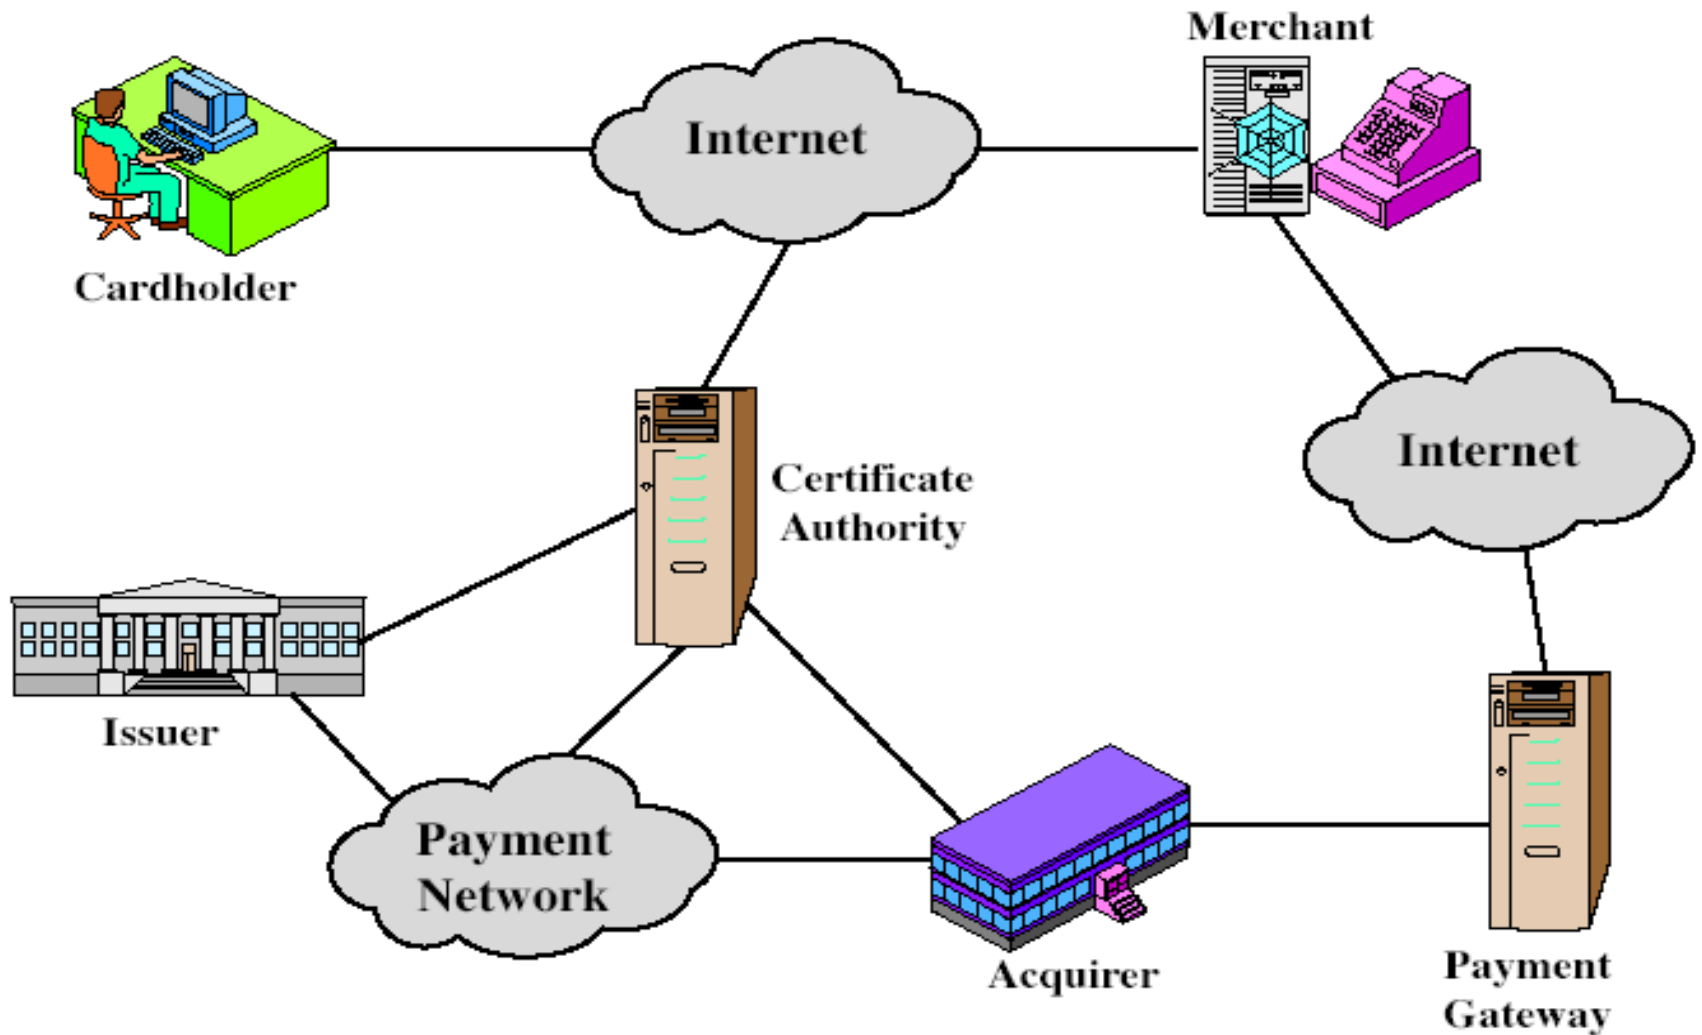 Merchant
Internet
Cardholder
Internet
Certificate
Authority
Issuer
Payment
Network
Acquirer
Payment
Gateway